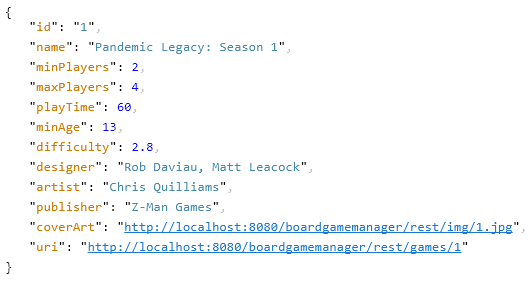 {
"id": "1",
"name": "Pandemic Legacy: Season 1",
"minPlayers": 2,
"maxPlayers": 4,
"playTime": 60,
"minAge": 13,
"difficulty": 2.8,
"designer": "Rob Daviau, Matt Leacock",
"artist": "Chris Quilliams",
"publisher": "Z-Man Games",
"coverArt": "http://localhost:8080/boardgamemanager/rest/img/1.jpg",
"uri": "http://localhost:8080/boardgamemanager/rest/games/1"
}